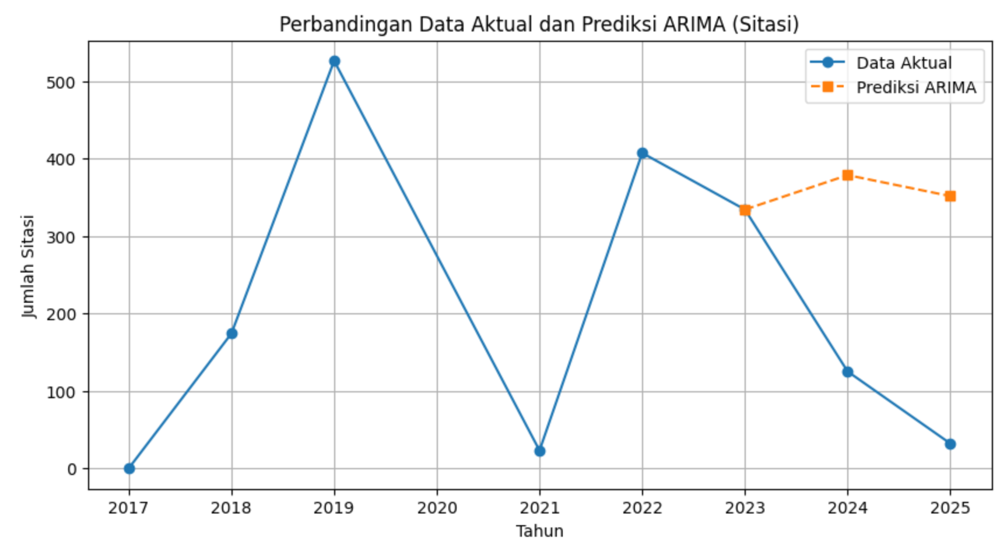 Perbandingan Data Aktual dan Prediksi ARIMA (Sitasi)
Data Aktual
Prediksi ARIMA
Jumlah Sitasi
500
400
300
200
100
0
2017 2018 2019 2020 2021 2022 2023 2024 2025
Tahun